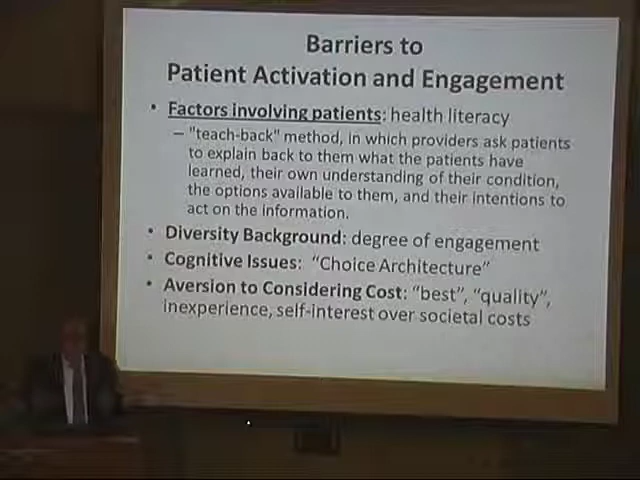 Barriers to
Patient Activation and Engagement
• Factors involving patients: health literacy
– "teach-back" method, in which providers ask patients
to explain back to them what the patients have
learned, their own understanding of their condition,
the options available to them, and their intentions to
act on the information.
• Diversity Background: degree of engagement
• Cognitive Issues: “Choice Architecture”
• Aversion to Considering Cost: “best”, “quality”,
inexperience, self-interest over societal costs